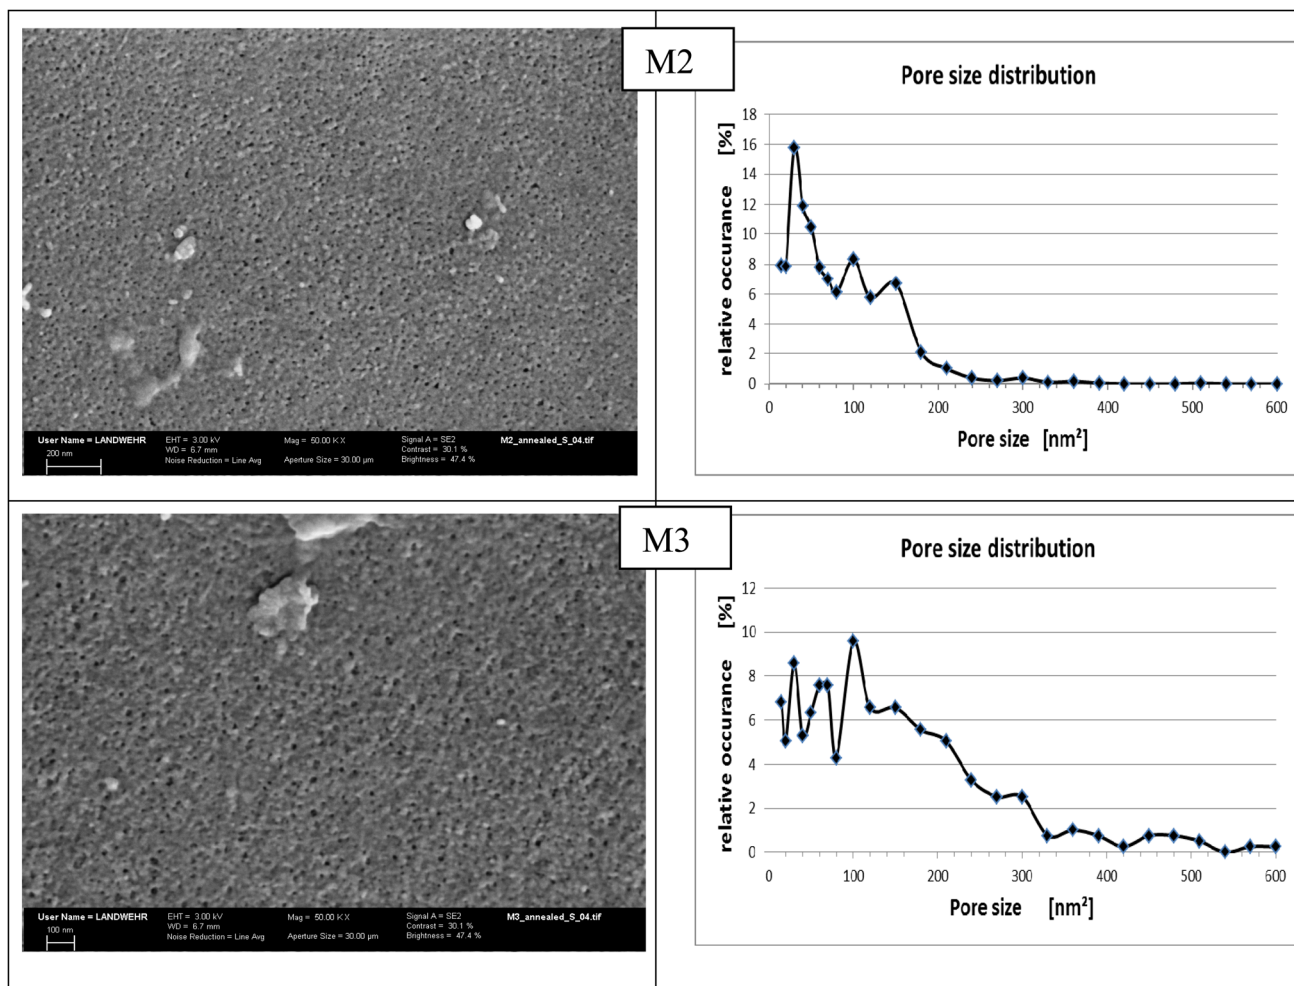 M2
User Name = LANDWEHR
200 nm
EHT = 3.00 kV
WD = 6.7 mm
Noise Reduction = Line Avg
Mag = 50.00 K X
Aperture Size = 30.00 µm
Signal A = SE2
Contrast = 30.1 %
Brightness = 47.4 %
M2_annealed_S_04.tif
Pore size distribution
relative occurance [%]
18
16
14
12
10
8
6
4
2
0
0 100 200 300 400 500 600
Pore size [nm²]
M3
User Name = LANDWEHR
100 nm
EHT = 3.00 kV
WD = 6.7 mm
Noise Reduction = Line Avg
Mag = 50.00 K X
Aperture Size = 30.00 µm
Signal A = SE2
Contrast = 30.1 %
Brightness = 47.4 %
M3_annealed_S_04.tif
Pore size distribution
relative occurance [%]
12
10
8
6
4
2
0
0 100 200 300 400 500 600
Pore size [nm²]